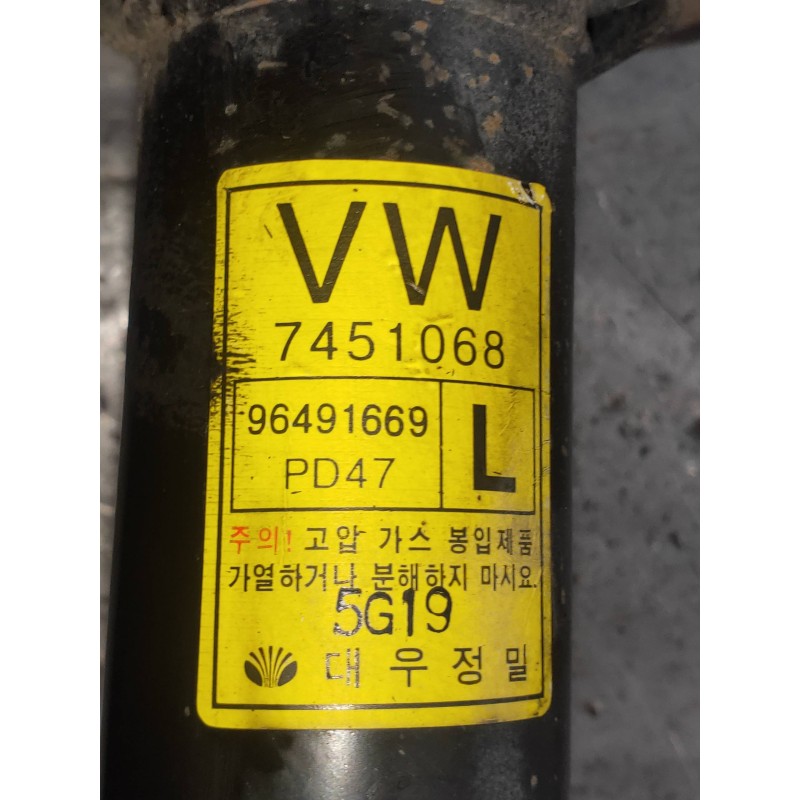 VW
7451068
96491669 L
PD47
주의! 고압 가스 봉입제품
가열하거나 분해하지 마시요.
5G19
대우정밀